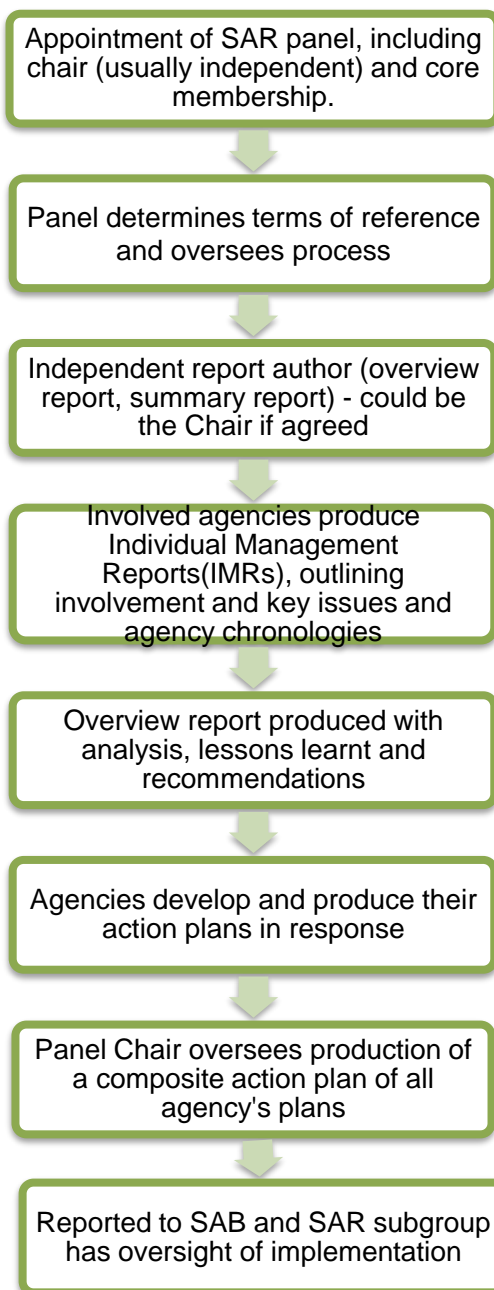 Appointment of SAR panel, including
chair (usually independent) and core
membership.
Panel determines terms of reference
and oversees process
Independent report author (overview
report, summary report) - could be
the Chair if agreed
Involved agencies produce
Individual Management
Reports(IMRs), outlining
involvement and key issues and
agency chronologies
Overview report produced with
analysis, lessons learnt and
recommendations
Agencies develop and produce their
action plans in response
Panel Chair oversees production of
a composite action plan of all
agency's plans
Reported to SAB and SAR subgroup
has oversight of implementation